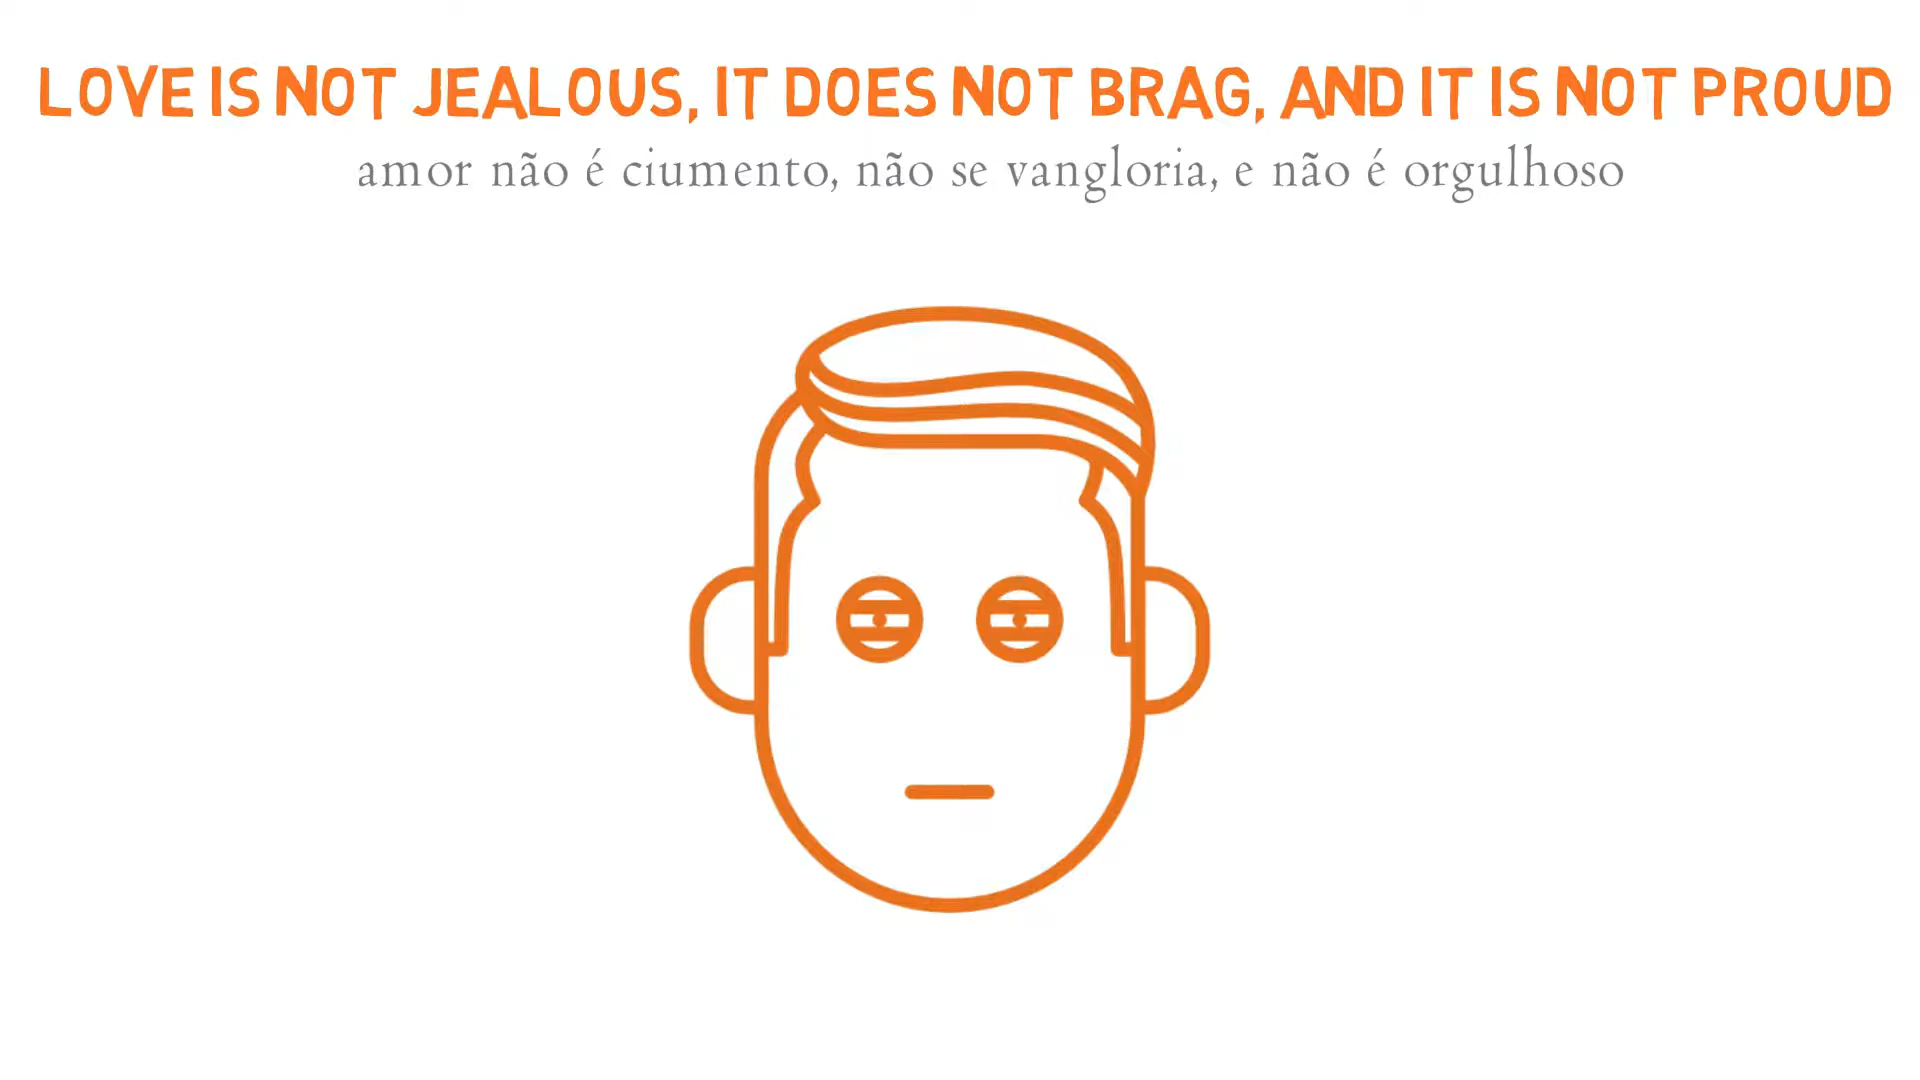 LOVE IS NOT JEALOUS, IT DOES NOT BRAG, AND IT IS NOT PROUD
amor não é ciumento, não se vangloria, e não é orgulhoso